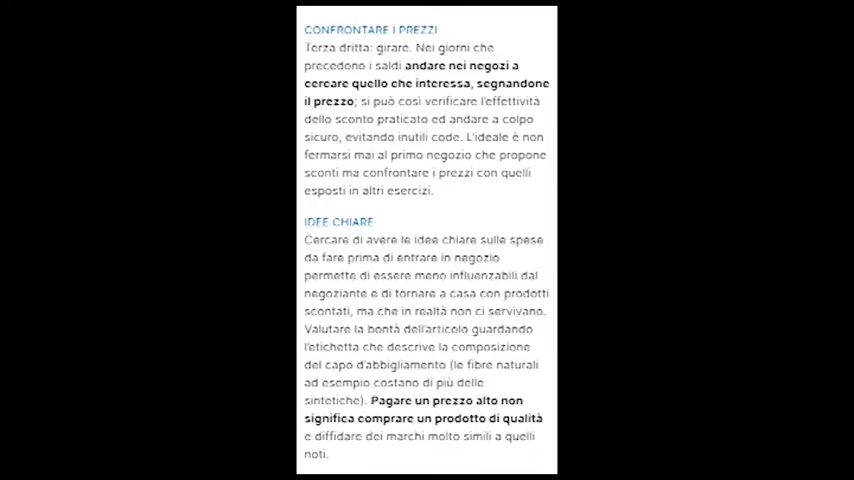 CONFRONTARE I PREZZI
Terza dritta: girare. Nei giorni che
precedono i saldi andare nei negozi a
cercare quello che interessa, segnandone
il prezzo; si può così verificare l'effettività
dello sconto praticato ed andare a colpo
sicuro, evitando inutili code. L'ideale è non
fermarsi mai al primo negozio che propone
sconti ma confrontare i prezzi con quelli
esposti in altri esercizi.
IDEE CHIARE
Cercare di avere le idee chiare sulle spese
da fare prima di entrare in negozio
permette di essere meno influenzabili dal
negoziante e di tornare a casa con prodotti
scontati, ma che in realtà non ci servivano.
Valutare la bontà dell'articolo guardando
l'etichetta che descrive la composizione
del capo d'abbigliamento (le fibre naturali
ad esempio costano di più delle
sintetiche). Pagare un prezzo alto non
significa comprare un prodotto di qualità
e diffidare dei marchi molto simili a quelli
noti.